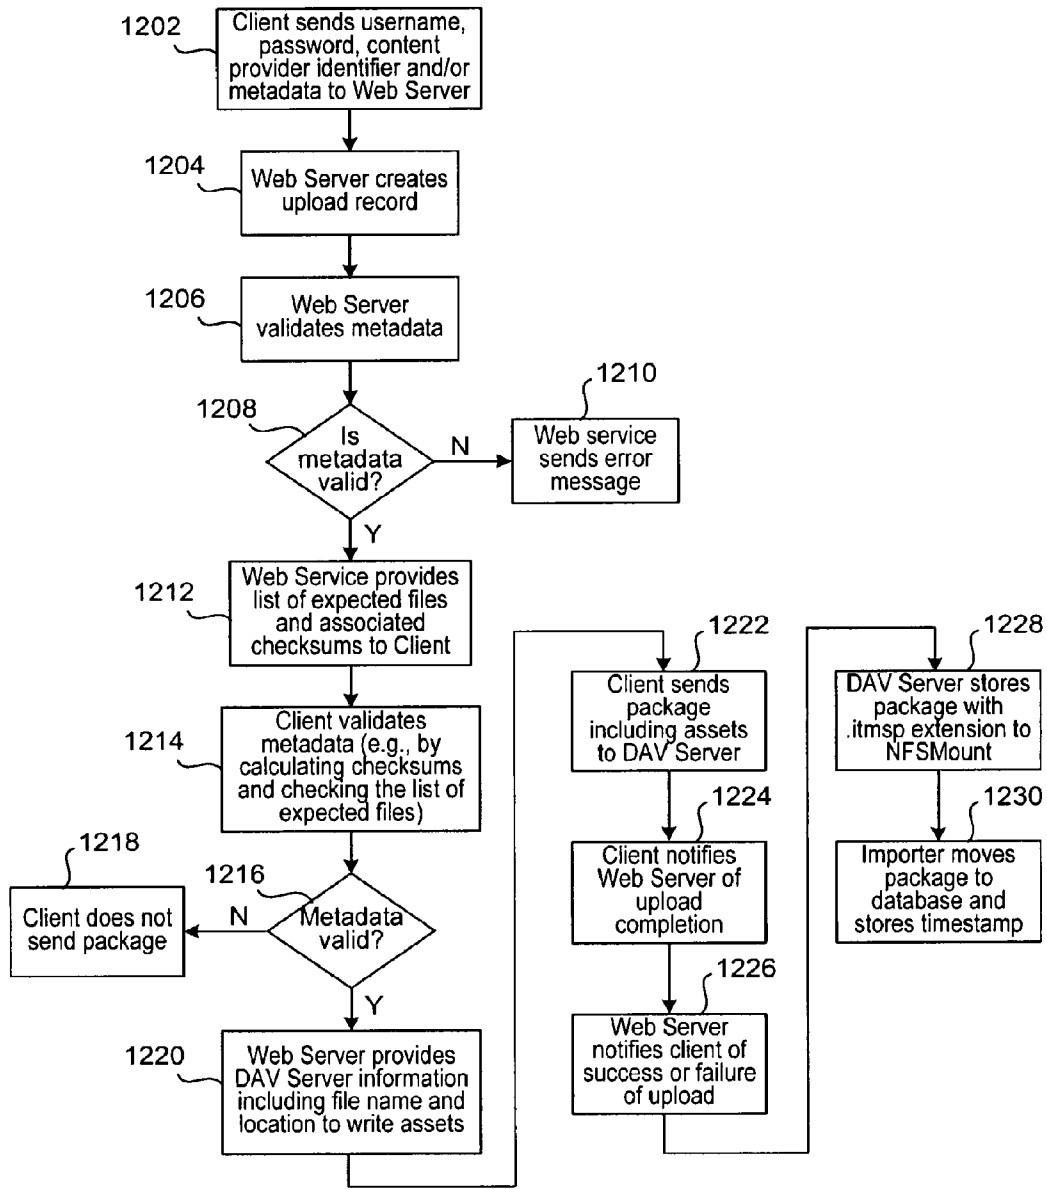 1202
Client sends username,
password, content
provider identifier and/or
metadata to Web Server
1204
Web Server creates
upload record
1206
Web Server
validates metadata
1208
Is
metadata
valid?
N
1210
Web service
sends error
message
Y
1212
Web Service provides
list of expected files
and associated
checksums to Client
1214
Client validates
metadata (e.g., by
calculating checksums
and checking the list of
expected files)
1216
Metadata
valid?
N
1218
Client does not
send package
Y
1220
Web Server provides
DAV Server information
including file name and
location to write assets
1222
Client sends
package
including assets
to DAV Server
1224
Client notifies
Web Server of
upload
completion
1226
Web Server
notifies client of
success or failure
of upload
1228
DAV Server stores
package with
.itmsp extension to
NFSMount
1230
Importer moves
package to
database and
stores timestamp